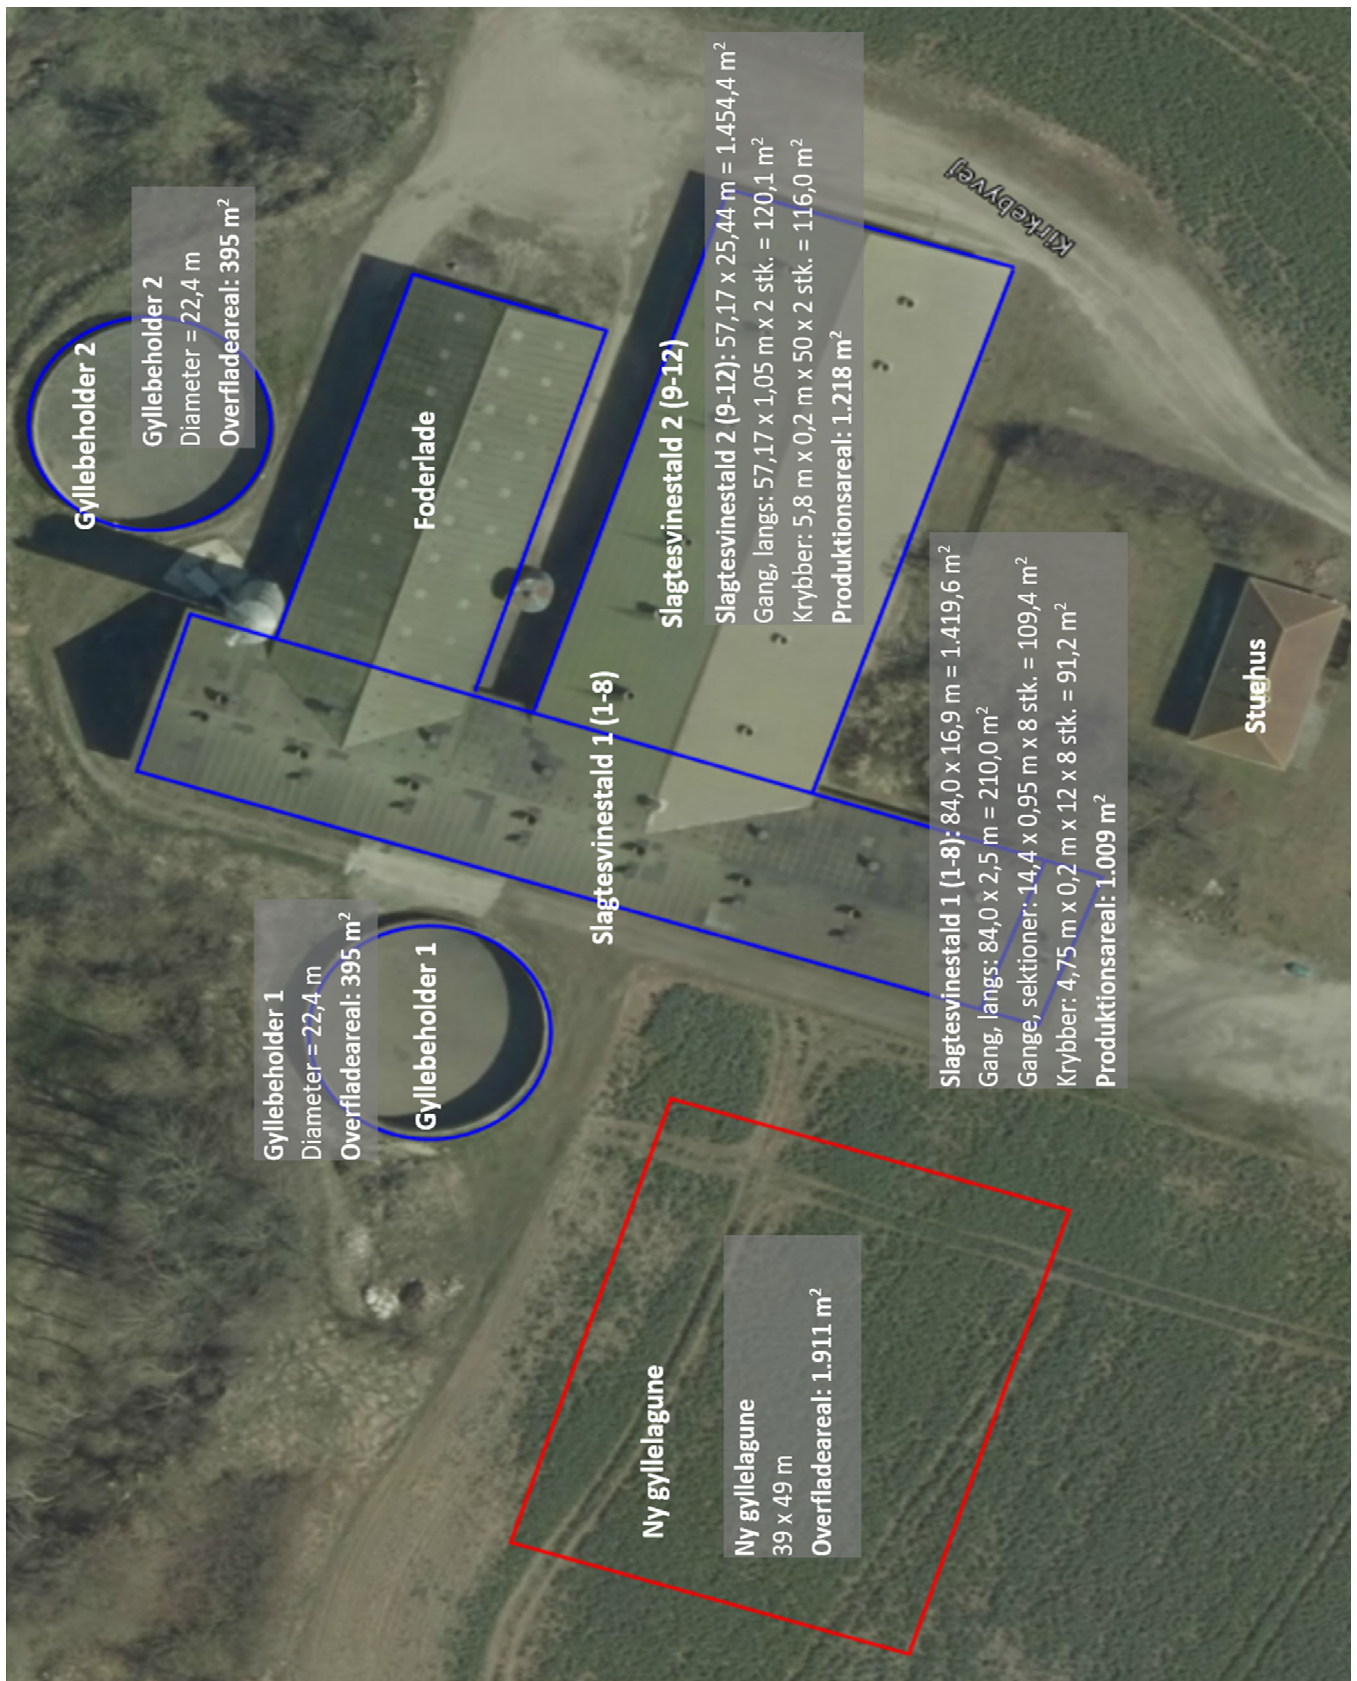 Gyllebeholder 2
Gyllebeholder 2
Diameter = 22,4 m
Overfladeareal: 395 m²
Foderlade
Slagtesvinestald 2 (9-12)
Slagtesvinestald 2 (9-12): 57,17 x 25,44 m = 1.454,4 m²
Gang, langs: 57,17 x 1,05 m x 2 stk. = 120,1 m²
Krybber: 5,8 m x 0,2 m x 50 x 2 stk. = 116,0 m²
Produktionsareal: 1.218 m²
Kirkebyvej
Gyllebeholder 1
Diameter = 22,4 m
Overfladeareal: 395 m²
Gyllebeholder 1
Slagtesvinestald 1 (1-8)
Slagtesvinestald 1 (1-8): 84,0 x 16,9 m = 1.419,6 m²
Gang, langs: 84,0 x 2,5 m = 210,0 m²
Gange, sektioner: 14,4 x 0,95 m x 8 stk. = 109,4 m²
Krybber: 4,75 m x 0,2 m x 12 x 8 stk. = 91,2 m²
Produktionsareal: 1.009 m²
Stuehus
Ny gyllelagune
Ny gyllelagune
39 x 49 m
Overfladeareal: 1.911 m²